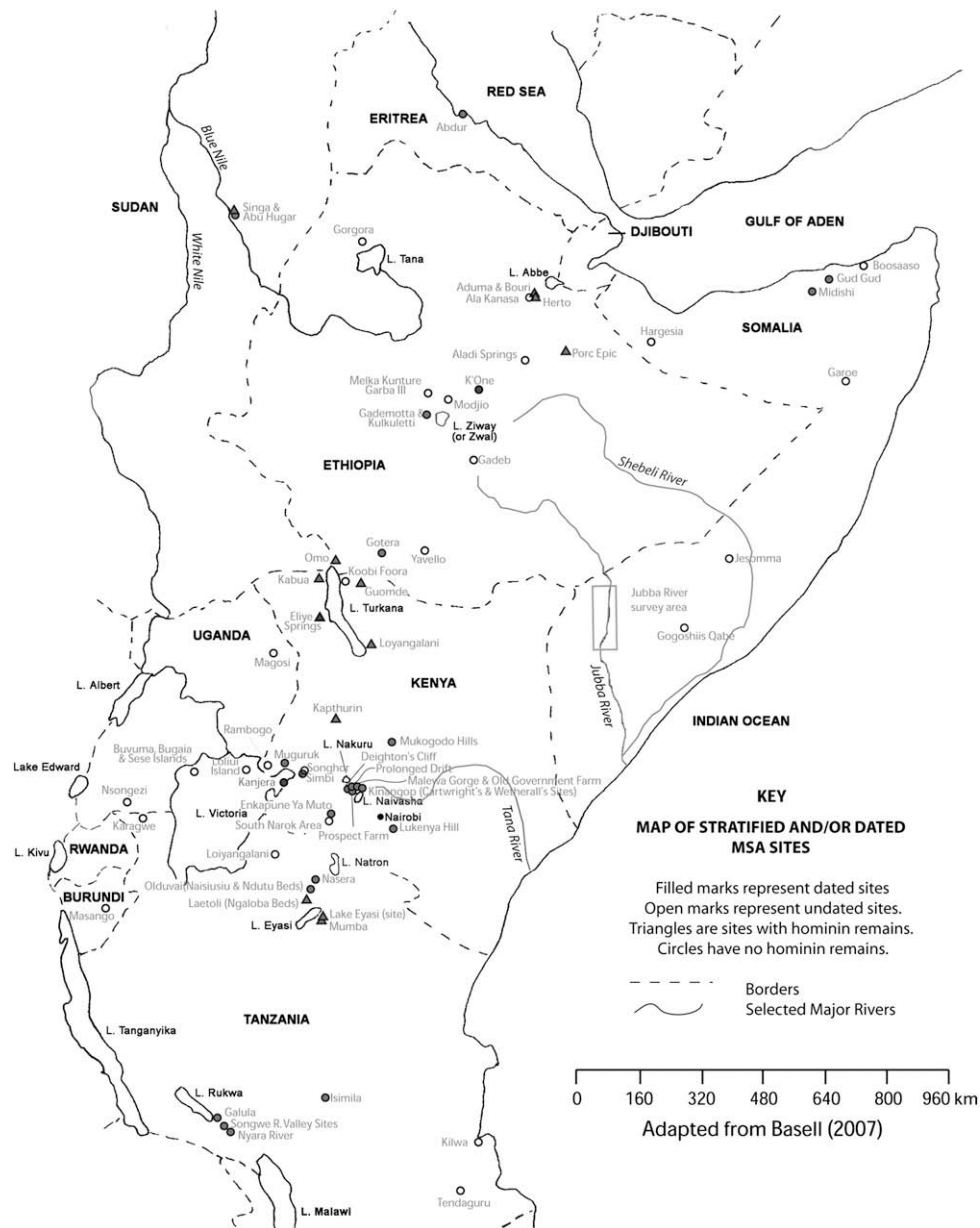 RED SEA
ERITREA
Abdur
Blue Nile
SUDAN
Singa &
Abu Hugar
White Nile
Gorgora
L. Tana
DJIBOUTI
GULF OF ADEN
L. Abbe
Aduma & Bouri
Ala Kanasa
Herto
Boosaaso
Gud Gud
Midishi
SOMALIA
Hargesia
Aladi Springs
Porc Epic
Garoe
Melka Kunture
Garba III
K'One
Modjio
Gademotta &
Kulkuletti
L. Ziway
(or Zwal)
ETHIOPIA
Gadeb
Shebeli River
Gotera
Yavello
Omo
Koobi Foora
Kabua
Guomde
Jesomma
L. Turkana
Jubba River
survey area
Eliye
Springs
Gogoshiis Qabe
UGANDA
Loyangalani
Magosi
KENYA
L. Albert
Jubba River
Kapthurin
INDIAN OCEAN
Rambogo
L. Nakuru
Mukogodo Hills
Buvuma, Bugaia
& Sese Islands
Muguruk
Deighton's Cliff
Lolui
Island
Songhor
Prolonged Drift
Lake Edward
Simbi
Malewa Gorge & Old Government Farm
Kanjera
Kinangop (Cartwright's & Wetherall's Sites)
Nsongezi
L. Naivasha
Enkapune Ya Muto
L. Victoria
Nairobi
Tana River
South Narok Area
Karagwe
Lukenya Hill
Prospect Farm
L. Kivu
RWANDA
Loiyangalani
L. Natron
BURUNDI
Nasera
Olduvai(Naisiusiu & Ndutu Beds)
Masango
Laetoli (Ngaloba Beds)
Lake Eyasi (site)
L. Eyasi
Mumba
TANZANIA
L. Tanganyika
L. Rukwa
Isimila
Galula
Songwe R. Valley Sites
Nyara River
Kilwa
Tendaguru
L. Malawi
KEY
MAP OF STRATIFIED AND/OR DATED
MSA SITES
Filled marks represent dated sites
Open marks represent undated sites.
Triangles are sites with hominin remains.
Circles have no hominin remains.
Borders
Selected Major Rivers
0 160 320 480 640 800 960 km
Adapted from Basell (2007)